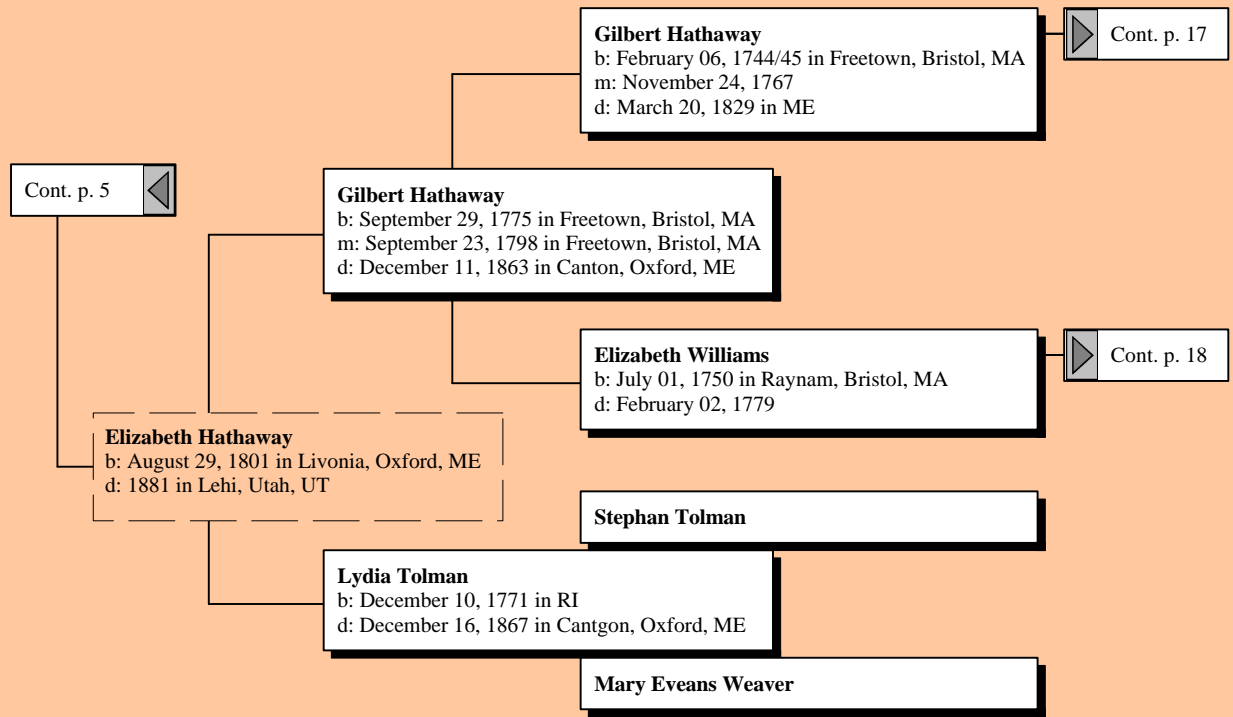 Gilbert Hathaway
b: February 06, 1744/45 in Freetown, Bristol, MA
m: November 24, 1767
d: March 20, 1829 in ME
Cont. p. 17
Cont. p. 5
Gilbert Hathaway
b: September 29, 1775 in Freetown, Bristol, MA
m: September 23, 1798 in Freetown, Bristol, MA
d: December 11, 1863 in Canton, Oxford, ME
Elizabeth Williams
b: July 01, 1750 in Raynam, Bristol, MA
d: February 02, 1779
Cont. p. 18
Elizabeth Hathaway
b: August 29, 1801 in Livonia, Oxford, ME
d: 1881 in Lehi, Utah, UT
Stephan Tolman
Lydia Tolman
b: December 10, 1771 in RI
d: December 16, 1867 in Cantgon, Oxford, ME
Mary Eveans Weaver